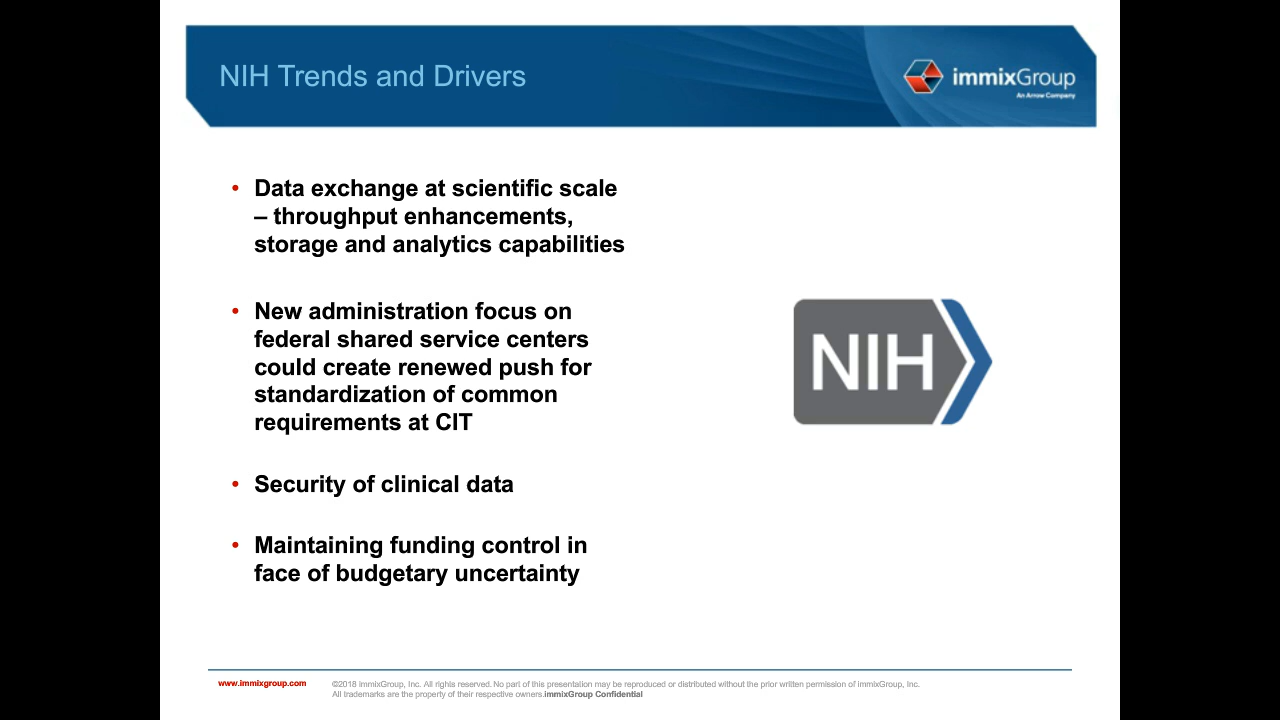 NIH Trends and Drivers
immixGroup
An Arrow Company
• Data exchange at scientific scale
– throughput enhancements,
storage and analytics capabilities
• New administration focus on
federal shared service centers
could create renewed push for
standardization of common
requirements at CIT
NIH
• Security of clinical data
• Maintaining funding control in
face of budgetary uncertainty
www.immixgroup.com
©2018 immixGroup, Inc. All rights reserved. No part of this presentation may be reproduced or distributed without the prior written permission of immixGroup, Inc.
All trademarks are the property of their respective owners.immixGroup Confidential